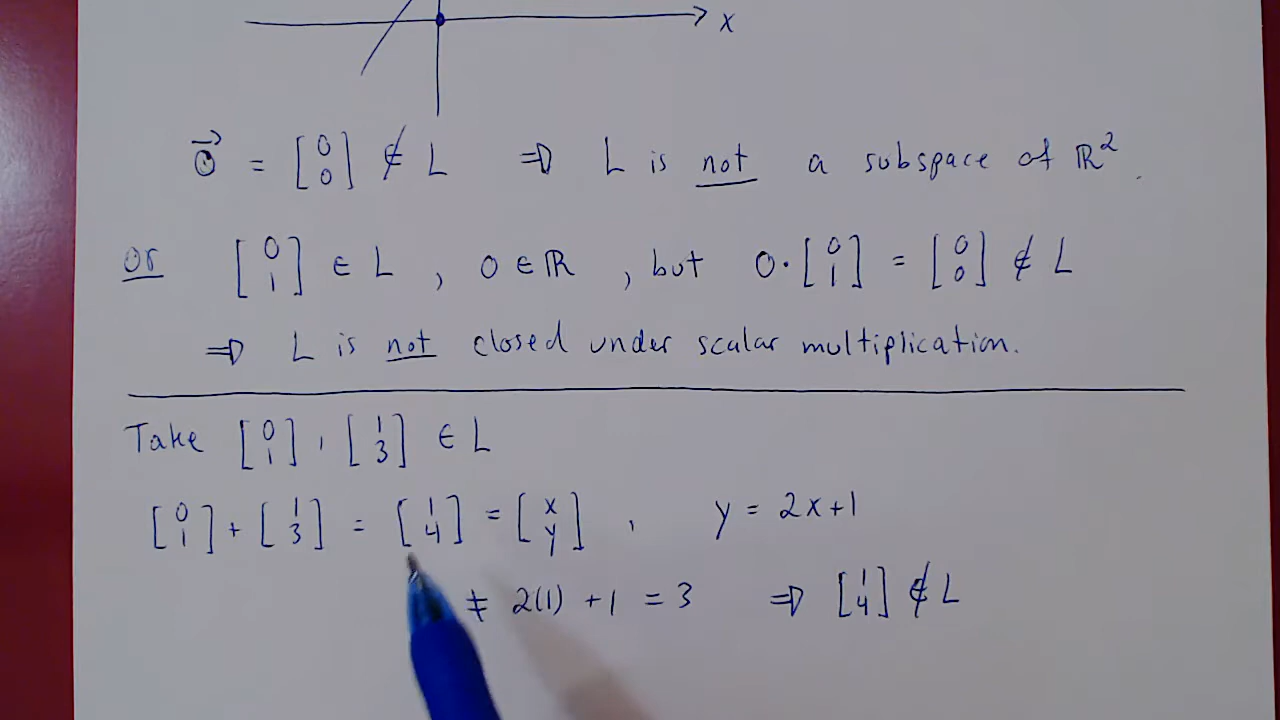 x
0⃗ = [0 0] ∉ L ⇒ L is not a subspace of ℝ².
or [0 1] ∈ L , 0 ∈ ℝ , but 0·[0 1] = [0 0] ∉ L
⇒ L is not closed under scalar multiplication.
Take [0 1] , [1 3] ∈ L
[0 1] + [1 3] = [1 4] = [x y] , y = 2x+1
≠ 2(1) + 1 = 3 ⇒ [1 4] ∉ L